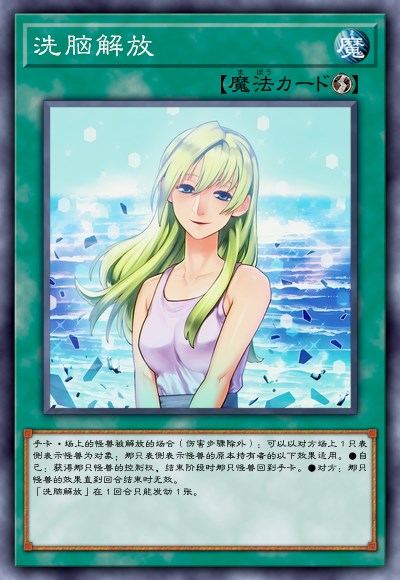 洗脑解放
魔
【魔法カード】
まほう
手卡·场上的怪兽被解放的场合（伤害步骤除外）：可以以对方场上1只表
侧表示怪兽为对象；那只表侧表示怪兽的原本持有者的以下效果适用。●自
己：获得那只怪兽的控制权，结束阶段时那只怪兽回到手卡。●对方：那只
怪兽的效果直到回合结束时无效。
「洗脑解放」在1回合只能发动1张。